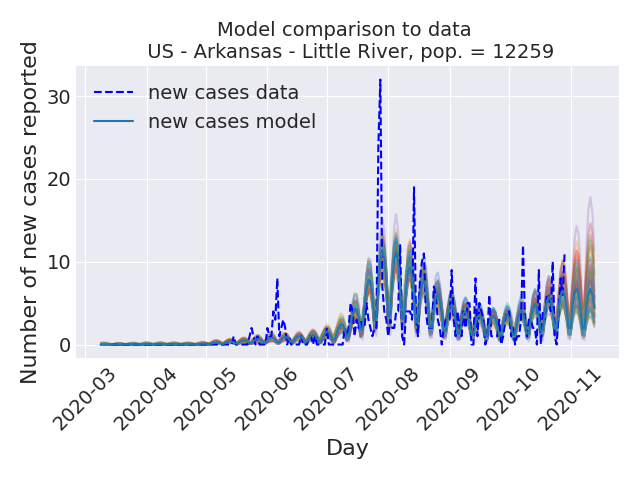 Model comparison to data
US - Arkansas - Little River, pop. = 12259
Number of new cases reported
30
20
10
0
new cases data
new cases model
2020-03
2020-04
2020-05
2020-06
2020-07
2020-08
2020-09
2020-10
2020-11
Day